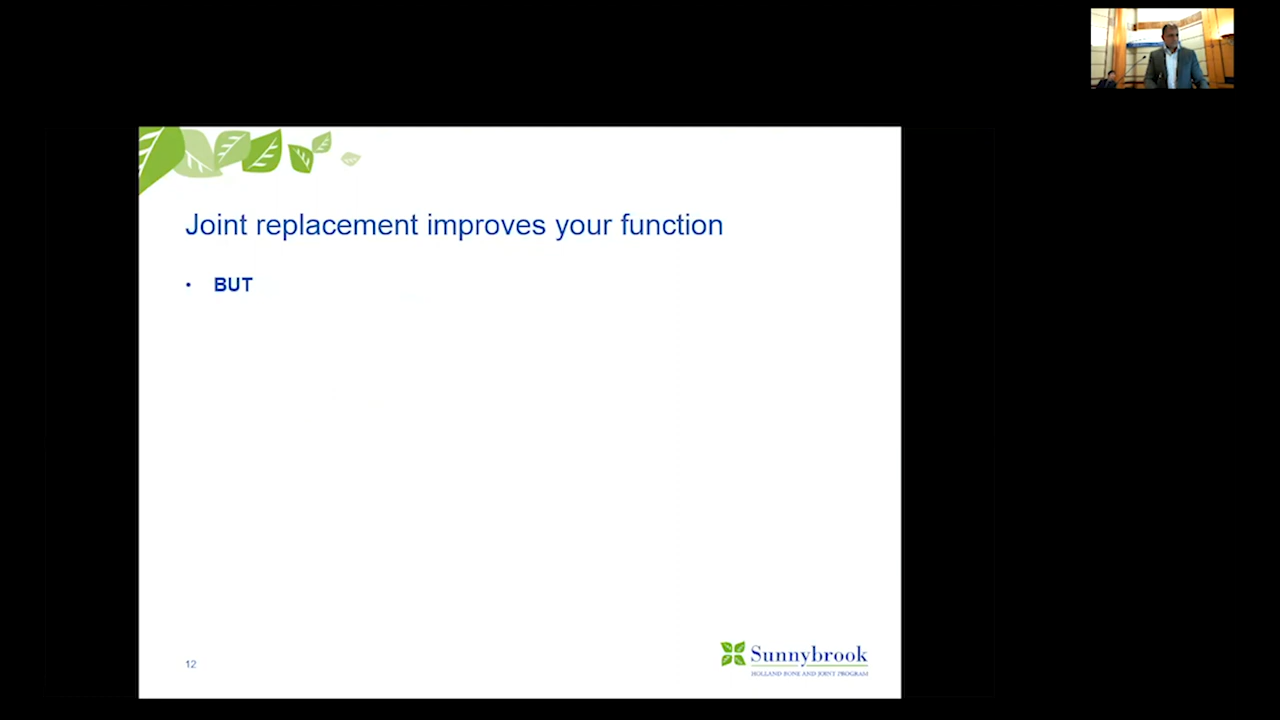 Joint replacement improves your function
• BUT
12
Sunnybrook
HOLLAND BONE AND JOINT PROGRAM